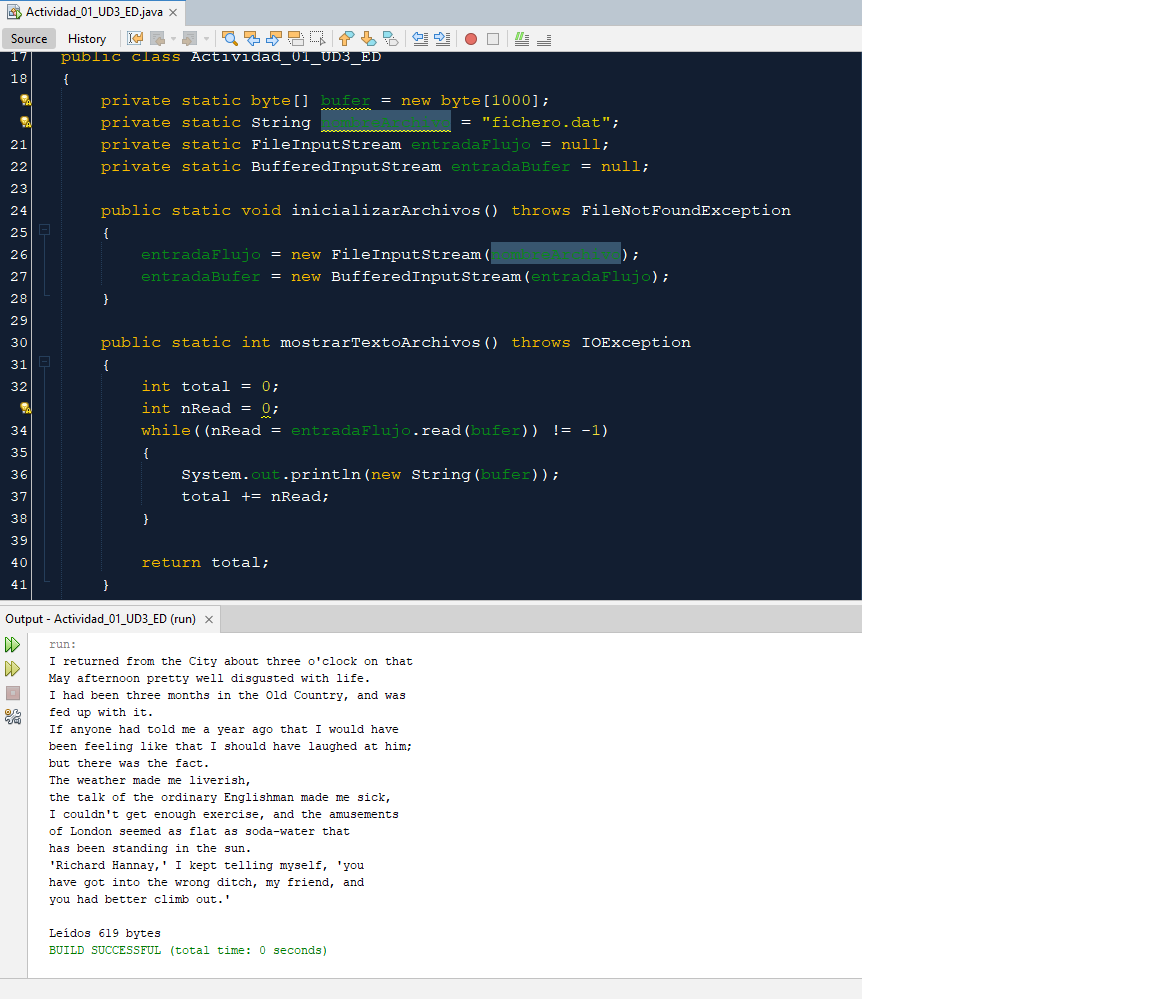 Actividad_01_UD3_ED.java
Source History
17 public class Actividad_01_UD3_ED
18 {
private static byte[] bufer = new byte[1000];
private static String = "fichero.dat";
21 private static FileInputStream entradaFlujo = null;
22 private static BufferedInputStream entradaBufer = null;
23
24 public static void inicializarArchivos() throws FileNotFoundException
25 {
26 entradaFlujo = new FileInputStream( );
27 entradaBufer = new BufferedInputStream(entradaFlujo);
28 }
29
30 public static int mostrarTextoArchivos() throws IOException
31 {
32 int total = 0;
int nRead = 0;
34 while((nRead = entradaFlujo.read(bufer)) != -1)
35 {
36 System.out.println(new String(bufer));
37 total += nRead;
38 }
39
40 return total;
41 }
Output - Actividad_01_UD3_ED (run)
run:
I returned from the City about three o'clock on that
May afternoon pretty well disgusted with life.
I had been three months in the Old Country, and was
fed up with it.
If anyone had told me a year ago that I would have
been feeling like that I should have laughed at him;
but there was the fact.
The weather made me liverish,
the talk of the ordinary Englishman made me sick,
I couldn't get enough exercise, and the amusements
of London seemed as flat as soda-water that
has been standing in the sun.
'Richard Hannay,' I kept telling myself, 'you
have got into the wrong ditch, my friend, and
you had better climb out.'
Leidos 619 bytes
BUILD SUCCESSFUL (total time: 0 seconds)